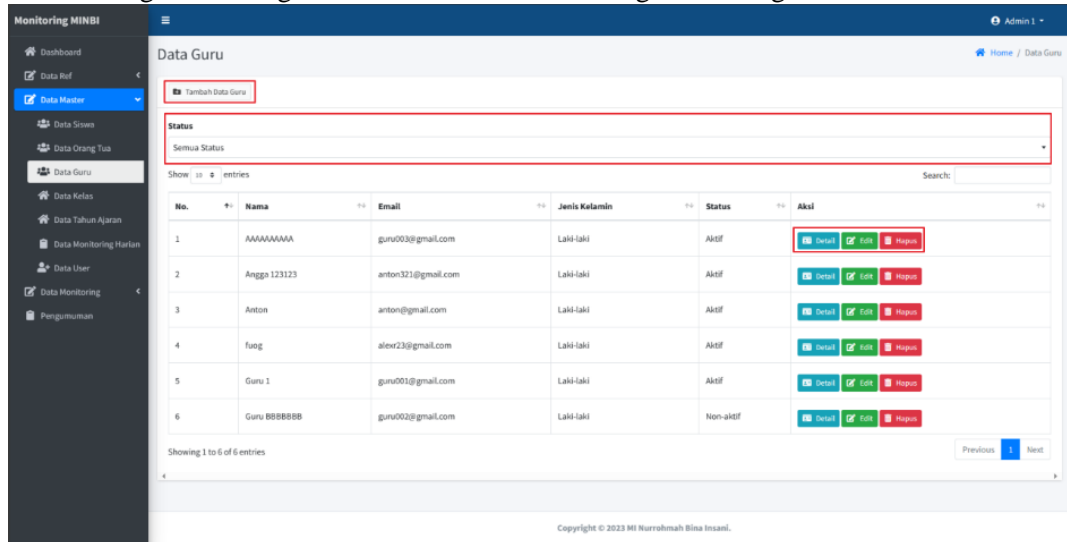 Monitoring MINBI
Admin 1
Dashboard
Data Ref
Data Master
Data Siswa
Data Orang Tua
Data Guru
Data Kelas
Data Tahun Ajaran
Data Monitoring Harian
Data User
Data Monitoring
Pengumuman
Data Guru
Home / Data Guru
Tambah Data Guru
Status
Semua Status
Show 10 entries
Search:
No. Nama Email Jenis Kelamin Status Aksi
1 AAAAAAAAAA guru003@gmail.com Laki-laki Aktif Detail Edit Hapus
2 Angga 123123 anton321@gmail.com Laki-laki Aktif Detail Edit Hapus
3 Anton anton@gmail.com Laki-laki Aktif Detail Edit Hapus
4 fuog alexr23@gmail.com Laki-laki Aktif Detail Edit Hapus
5 Guru 1 guru001@gmail.com Laki-laki Aktif Detail Edit Hapus
6 Guru BBBBBBB guru002@gmail.com Laki-laki Non-aktif Detail Edit Hapus
Showing 1 to 6 of 6 entries
Previous 1 Next
Copyright © 2023 MI Nurrohmah Bina Insani.